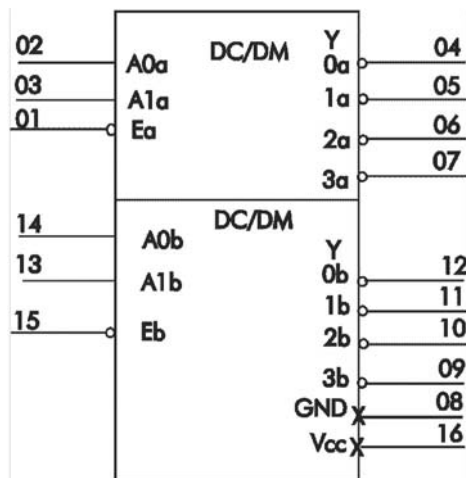 02 DC/DM Y 04
A0a 0a
03 05
A1a 1a
01 Ea 06
2a
07
3a
14 DC/DM
A0b Y
13 12
A1b 0b
11
1b
15 Eb 10
2b
09
3b
GND 08
Vcc 16